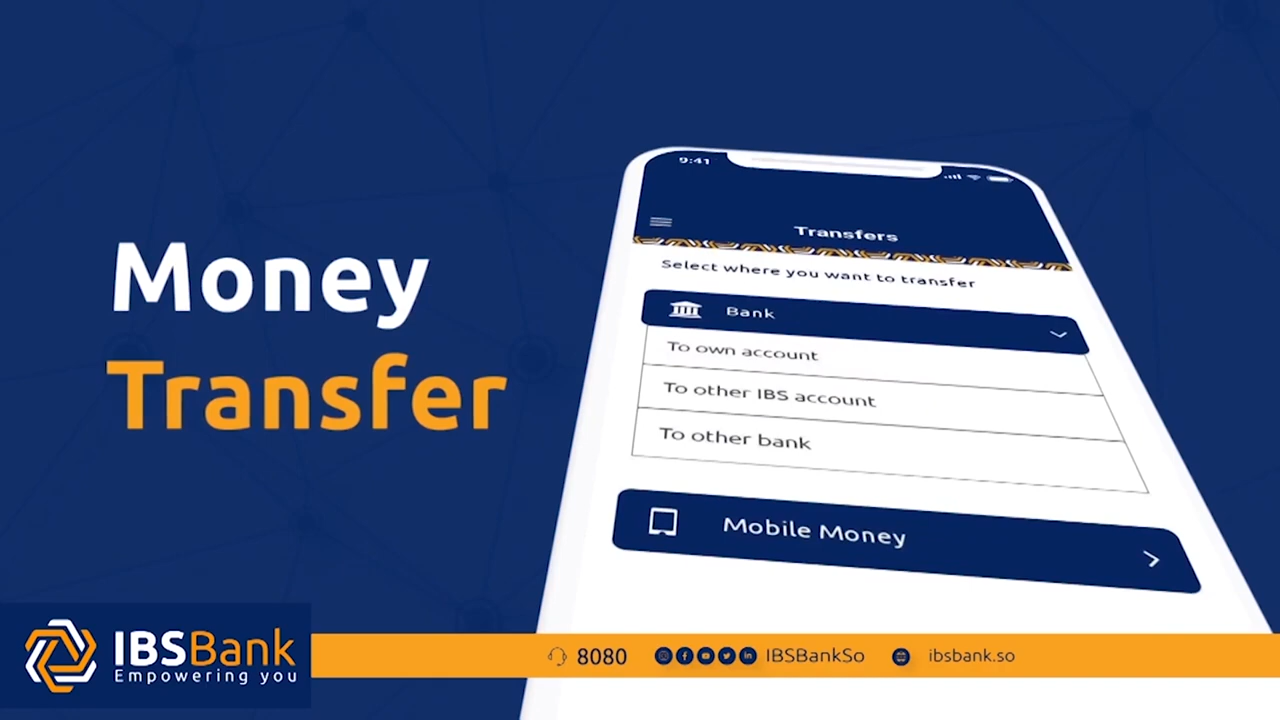 Money
Transfer
9:41
Transfers
Select where you want to transfer
Bank
To own account
To other IBS account
To other bank
Mobile Money
IBSBank
Empowering you
8080
IBSBankSo
ibsbank.so